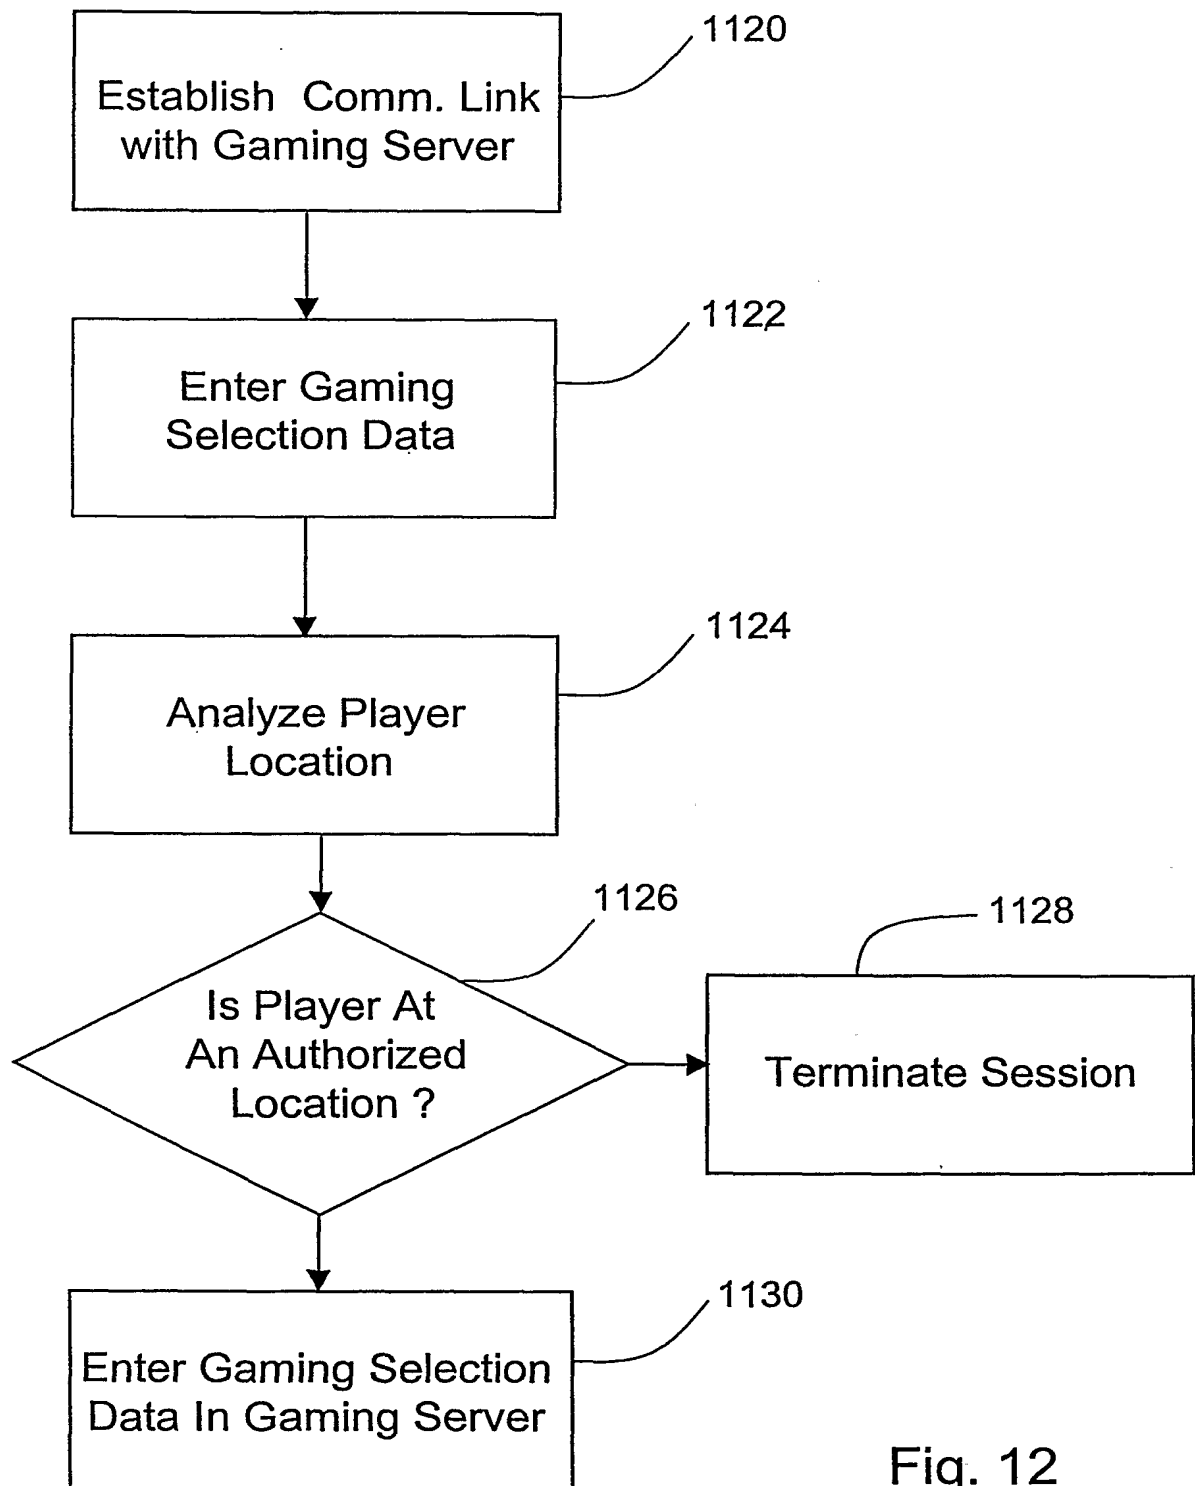 1120
Establish Comm. Link
with Gaming Server
1122
Enter Gaming
Selection Data
1124
Analyze Player
Location
1126
Is Player At
An Authorized
Location ?
1128
Terminate Session
1130
Enter Gaming Selection
Data In Gaming Server
Fig. 12